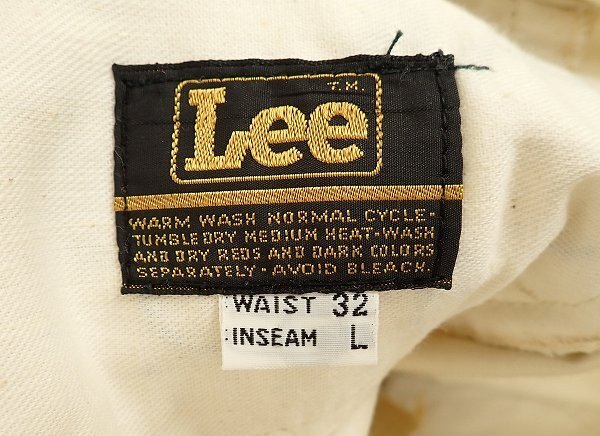 T.M.
Lee
WARM WASH NORMAL CYCLE-
TUMBLE DRY MEDIUM HEAT-WASH
AND DRY REDS AND DARK COLORS
SEPARATELY-AVOID BLEACH.
WAIST 32
INSEAM L